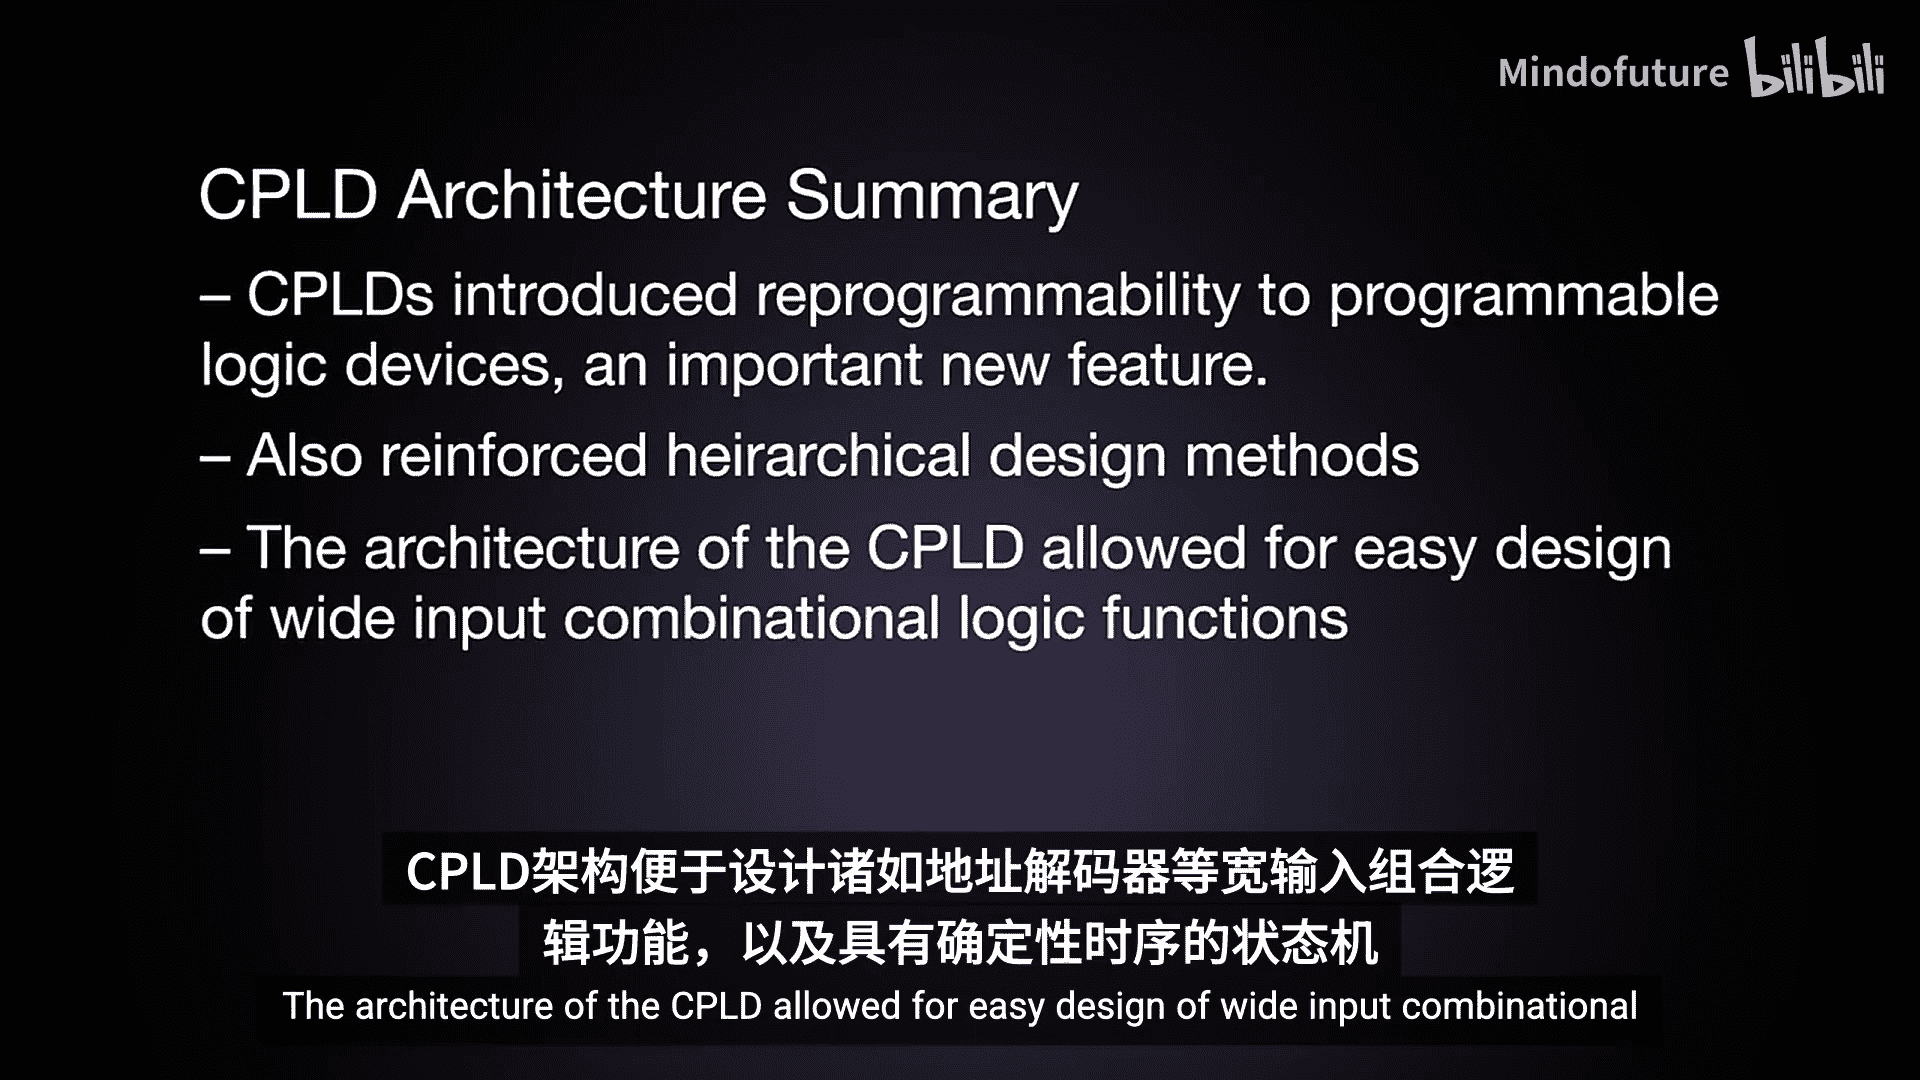 Mindofuture bilibili
CPLD Architecture Summary
– CPLDs introduced reprogrammability to programmable
logic devices, an important new feature.
– Also reinforced heirarchical design methods
– The architecture of the CPLD allowed for easy design
of wide input combinational logic functions
CPLD架构便于设计诸如地址解码器等宽输入组合逻
辑功能，以及具有确定性时序的状态机
The architecture of the CPLD allowed for easy design of wide input combinational